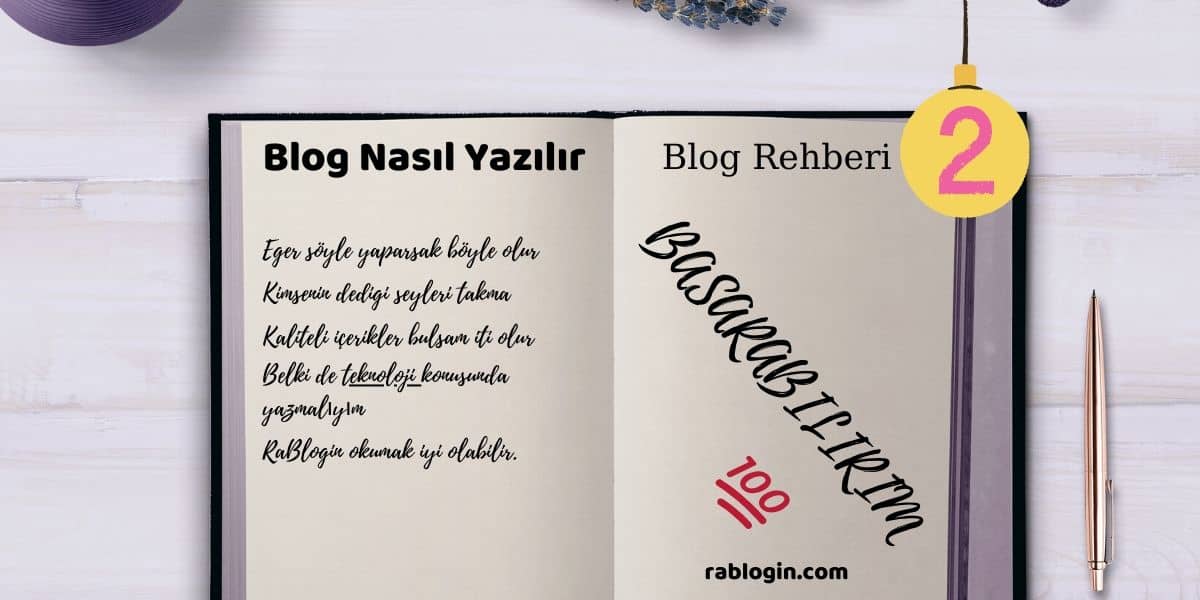 Blog Nasıl Yazılır
Eger söyle yaparsak böyle olur
Kimsenin dedigi seyleri takma
Kaliteli içerikler bulsam iti olur
Belki de teknoloji konusunda
yazmalıyım
RaBlogin okumak iyi olabilir.
Blog Rehberi
2
BASARABILIRIM
100
rablogin.com